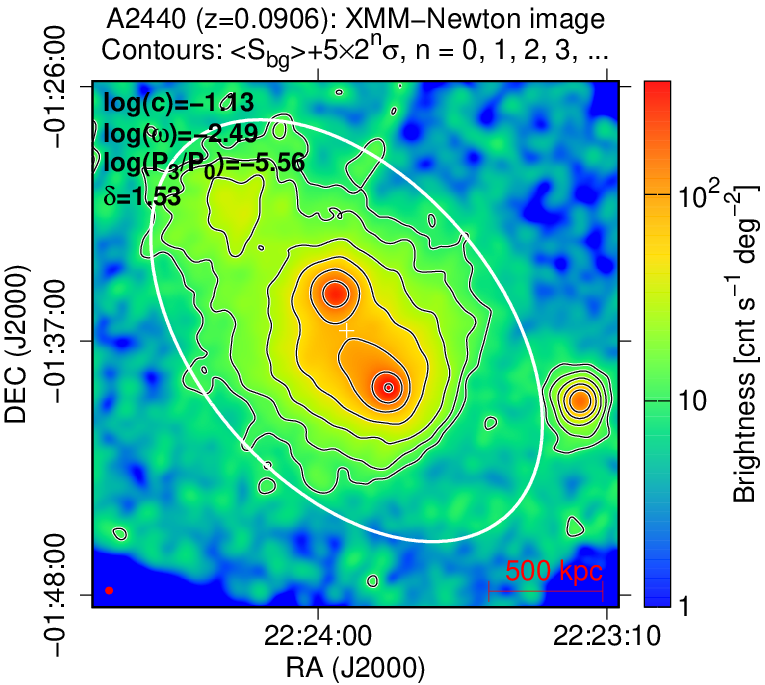 A2440 (z=0.0906): XMM−Newton image
Contours: <S_bg>+5×2^nσ, n = 0, 1, 2, 3, ...
log(c)=−1.13
log(ω)=−2.49
log(P_3/P_0)=−5.56
δ=1.53
−01:26:00
−01:37:00
−01:48:00
DEC (J2000)
500 kpc
22:24:00
22:23:10
RA (J2000)
10^2
10
1
Brightness [cnt s^−1 deg^−2]